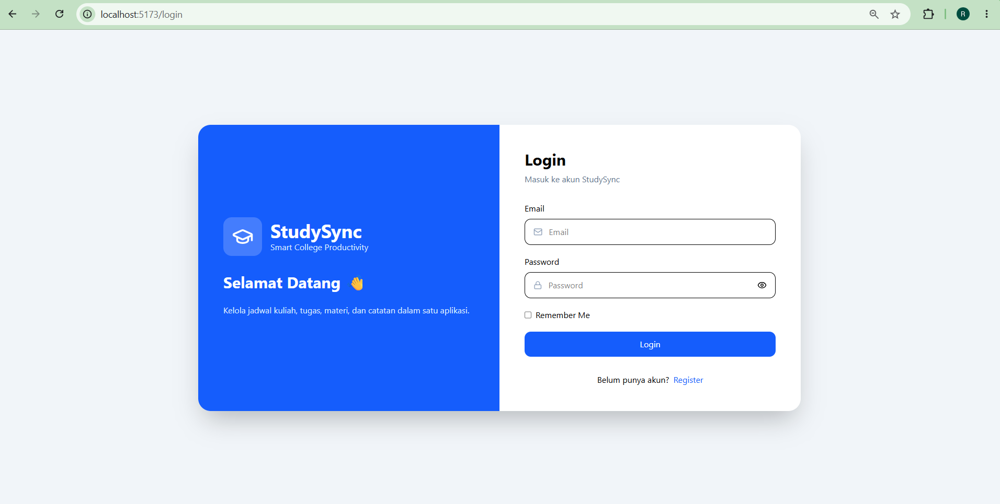 localhost:5173/login
R
StudySync
Smart College Productivity
Selamat Datang 👋
Kelola jadwal kuliah, tugas, materi, dan catatan dalam satu aplikasi.
Login
Masuk ke akun StudySync
Email
Email
Password
Password
Remember Me
Login
Belum punya akun? Register